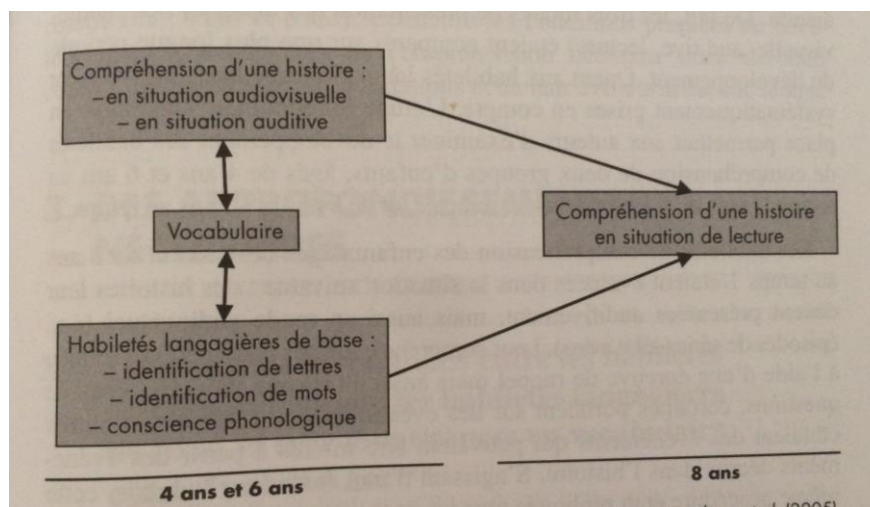 Compréhension d'une histoire :
–en situation audiovisuelle
– en situation auditive
Vocabulaire
Compréhension d'une histoire
en situation de lecture
Habiletés langagières de base :
– identification de lettres
– identification de mots
– conscience phonologique
4 ans et 6 ans
8 ans
(2005)